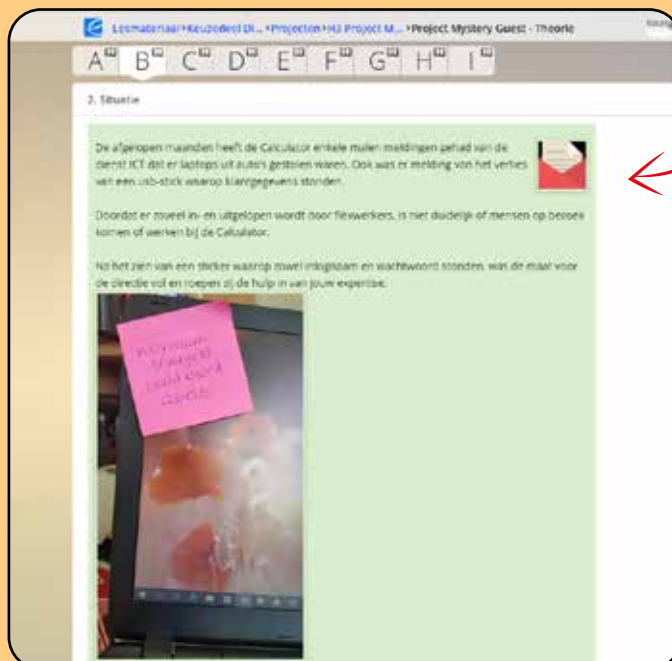 Lesmateriaal>Keuzedeel Di...>Projecten>H3 Project M...>Project Mystery Guest - Theorie
A B C D E F G H I
2. Situatie
De afgelopen maanden heeft de Calculator enkele malen meldingen gehad van de
dienst ICT dat er laptops uit auto's gestolen waren. Ook was er melding van het verlies
van een usb-stick waarop klantgegevens stonden.
Doordat er zoveel in- en uitgelopen wordt door flexwerkers, is niet duidelijk of mensen op bezoek
komen of werken bij de Calculator.
Na het zien van een sticker waarop zowel inlognaam en wachtwoord stonden, was de maat voor
de directie vol en roepen zij de hulp in van jouw expertise.